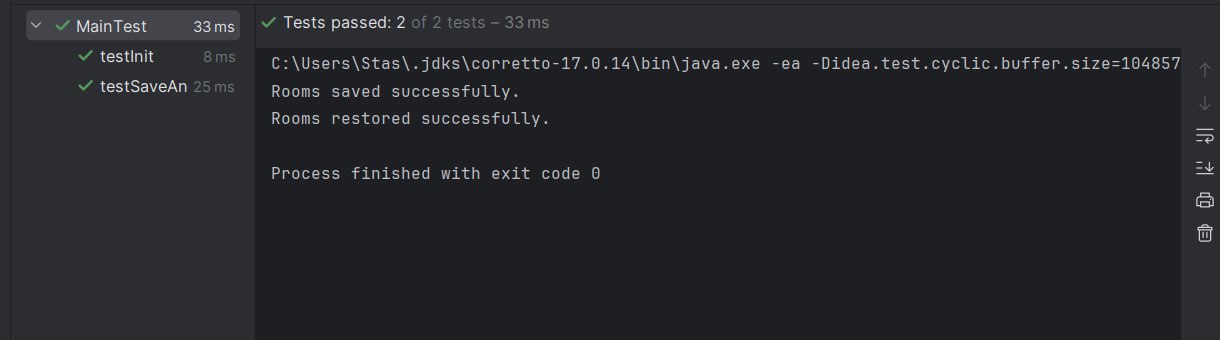 MainTest 33 ms
testInit 8 ms
testSaveAn 25 ms
Tests passed: 2 of 2 tests – 33 ms
C:\Users\Stas\.jdks\corretto-17.0.14\bin\java.exe -ea -Didea.test.cyclic.buffer.size=104857
Rooms saved successfully.
Rooms restored successfully.
Process finished with exit code 0